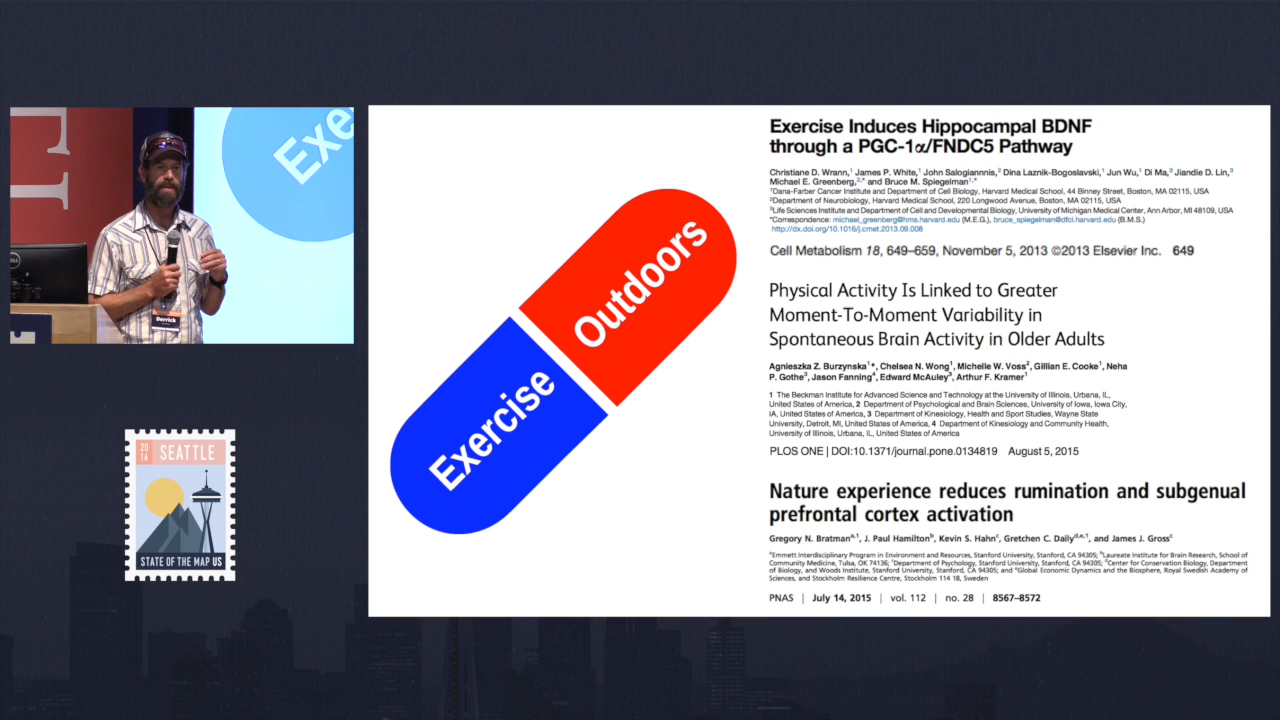 Exe
Derrick
20
16
SEATTLE
STATE OF THE MAP US
Outdoors
Exercise
Exercise Induces Hippocampal BDNF
through a PGC-1α/FNDC5 Pathway
Christiane D. Wrann,1 James P. White,1 John Salogiannnis,2 Dina Laznik-Bogoslavski,1 Jun Wu,1 Di Ma,3 Jiandie D. Lin,3
Michael E. Greenberg,2,* and Bruce M. Spiegelman1,*
1Dana-Farber Cancer Institute and Department of Cell Biology, Harvard Medical School, 44 Binney Street, Boston, MA 02115, USA
2Department of Neurobiology, Harvard Medical School, 220 Longwood Avenue, Boston, MA 02115, USA
3Life Sciences Institute and Department of Cell and Developmental Biology, University of Michigan Medical Center, Ann Arbor, MI 48109, USA
*Correspondence: michael_greenberg@hms.harvard.edu (M.E.G.), bruce_spiegelman@dfci.harvard.edu (B.M.S.)
http://dx.doi.org/10.1016/j.cmet.2013.09.008
Cell Metabolism 18, 649–659, November 5, 2013 ©2013 Elsevier Inc. 649
Physical Activity Is Linked to Greater
Moment-To-Moment Variability in
Spontaneous Brain Activity in Older Adults
Agnieszka Z. Burzynska1*, Chelsea N. Wong1, Michelle W. Voss2, Gillian E. Cooke1, Neha
P. Gothe3, Jason Fanning4, Edward McAuley3, Arthur F. Kramer1
1 The Beckman Institute for Advanced Science and Technology at the University of Illinois, Urbana, IL,
United States of America, 2 Department of Psychological and Brain Sciences, University of Iowa, Iowa City,
IA, United States of America, 3 Department of Kinesiology, Health and Sport Studies, Wayne State
University, Detroit, MI, United States of America, 4 Department of Kinesiology and Community Health,
University of Illinois, Urbana, IL, United States of America
PLOS ONE | DOI:10.1371/journal.pone.0134819 August 5, 2015
Nature experience reduces rumination and subgenual
prefrontal cortex activation
Gregory N. Bratmana,1, J. Paul Hamiltonb, Kevin S. Hahnc, Gretchen C. Dailyd,e,1, and James J. Grossc
aEmmett Interdisciplinary Program in Environment and Resources, Stanford University, Stanford, CA 94305; bLaureate Institute for Brain Research, School of
Community Medicine, Tulsa, OK 74136; cDepartment of Psychology, Stanford University, Stanford, CA 94305; dCenter for Conservation Biology, Department
of Biology, and Woods Institute, Stanford University, Stanford, CA 94305; and eGlobal Economic Dynamics and the Biosphere, Royal Swedish Academy of
Sciences, and Stockholm Resilience Centre, Stockholm 114 18, Sweden
PNAS | July 14, 2015 | vol. 112 | no. 28 | 8567–8572